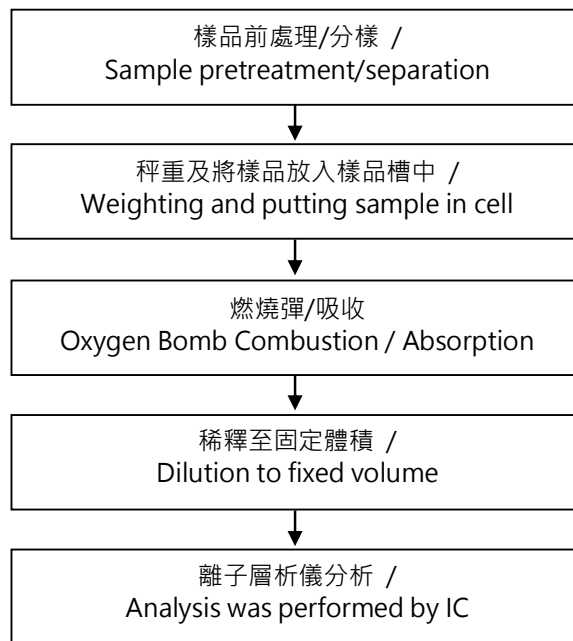 樣品前處理/分樣 /
Sample pretreatment/separation
秤重及將樣品放入樣品槽中 /
Weighting and putting sample in cell
燃燒彈/吸收
Oxygen Bomb Combustion / Absorption
稀釋至固定體積 /
Dilution to fixed volume
離子層析儀分析 /
Analysis was performed by IC